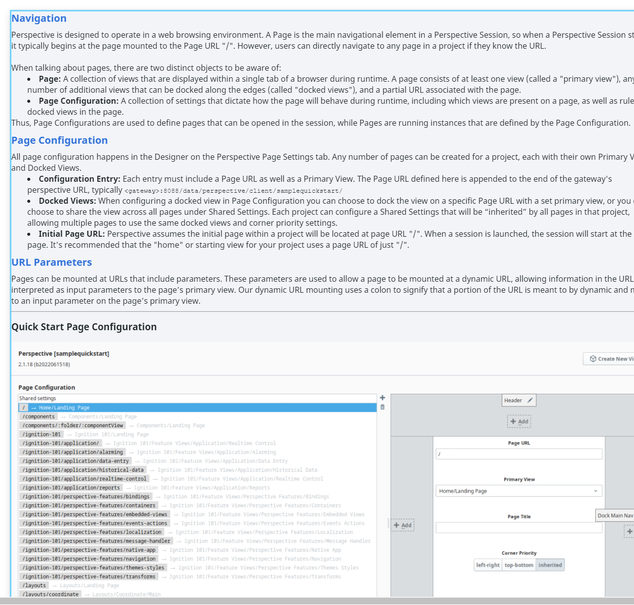 Navigation
Perspective is designed to operate in a web browsing environment. A Page is the main navigational element in a Perspective Session, so when a Perspective Session st
it typically begins at the page mounted to the Page URL "/". However, users can directly navigate to any page in a project if they know the URL.
When talking about pages, there are two distinct objects to be aware of:
• Page: A collection of views that are displayed within a single tab of a browser during runtime. A page consists of at least one view (called a "primary view"), any
number of additional views that can be docked along the edges (called "docked views"), and a partial URL associated with the page.
• Page Configuration: A collection of settings that dictate how the page will behave during runtime, including which views are present on a page, as well as rule
docked views in the page.
Thus, Page Configurations are used to define pages that can be opened in the session, while Pages are running instances that are defined by the Page Configuration.
Page Configuration
All page configuration happens in the Designer on the Perspective Page Settings tab. Any number of pages can be created for a project, each with their own Primary V
and Docked Views.
• Configuration Entry: Each entry must include a Page URL as well as a Primary View. The Page URL defined here is appended to the end of the gateway's
perspective URL, typically <gateway>:8088/data/perspective/client/samplequickstart/
• Docked Views: When configuring a docked view in Page Configuration you can choose to dock the view on a specific Page URL with a set primary view, or you
choose to share the view across all pages under Shared Settings. Each project can configure a Shared Settings that will be "inherited" by all pages in that project,
allowing multiple pages to use the same docked views and corner priority settings.
• Initial Page URL: Perspective assumes the initial page within a project will be located at page URL "/". When a session is launched, the session will start at the
page. It's recommended that the "home" or starting view for your project uses a page URL of just "/".
URL Parameters
Pages can be mounted at URLs that include parameters. These parameters are used to allow a page to be mounted at a dynamic URL, allowing information in the URL
interpreted as input parameters to the page's primary view. Our dynamic URL mounting uses a colon to signify that a portion of the URL is meant to by dynamic and m
to an input parameter on the page's primary view.
Quick Start Page Configuration
Perspective [samplequickstart]
2.1.18 (b2022061518)
Create New Vi
Page Configuration
Shared settings
/ → Home/Landing Page
/components → Components/Landing Page
/components/:folder/:componentView → Components/Landing Page
/ignition-101 → Ignition 101/Landing Page
/ignition-101/application/ → Ignition 101/Feature Views/Application/Realtime Control
/ignition-101/application/alarming → Ignition 101/Feature Views/Application/Alarming
/ignition-101/application/data-entry → Ignition 101/Feature Views/Application/Data Entry
/ignition-101/application/historical-data → Ignition 101/Feature Views/Application/Historical Data
/ignition-101/application/realtime-control → Ignition 101/Feature Views/Application/Realtime Control
/ignition-101/application/reports → Ignition 101/Feature Views/Application/Reports
/ignition-101/perspective-features/bindings → Ignition 101/Feature Views/Perspective Features/Bindings
/ignition-101/perspective-features/containers → Ignition 101/Feature Views/Perspective Features/Containers
/ignition-101/perspective-features/embedded-views → Ignition 101/Feature Views/Perspective Features/Embedded Views
/ignition-101/perspective-features/events-actions → Ignition 101/Feature Views/Perspective Features/Events Actions
/ignition-101/perspective-features/localization → Ignition 101/Feature Views/Perspective Features/Localization
/ignition-101/perspective-features/message-handler → Ignition 101/Feature Views/Perspective Features/Message Handler
/ignition-101/perspective-features/native-app → Ignition 101/Feature Views/Perspective Features/Native App
/ignition-101/perspective-features/navigation → Ignition 101/Feature Views/Perspective Features/Navigation
/ignition-101/perspective-features/themes-styles → Ignition 101/Feature Views/Perspective Features/Themes Styles
/ignition-101/perspective-features/transforms → Ignition 101/Feature Views/Perspective Features/Transforms
/layouts → Layouts/Landing Page
/layouts/coordinate → Layouts/Coordinate/Main
Header
Add
Page URL
/
Primary View
Home/Landing Page
Page Title
Dock Main Nav
Add
Corner Priority
left-right top-bottom inherited